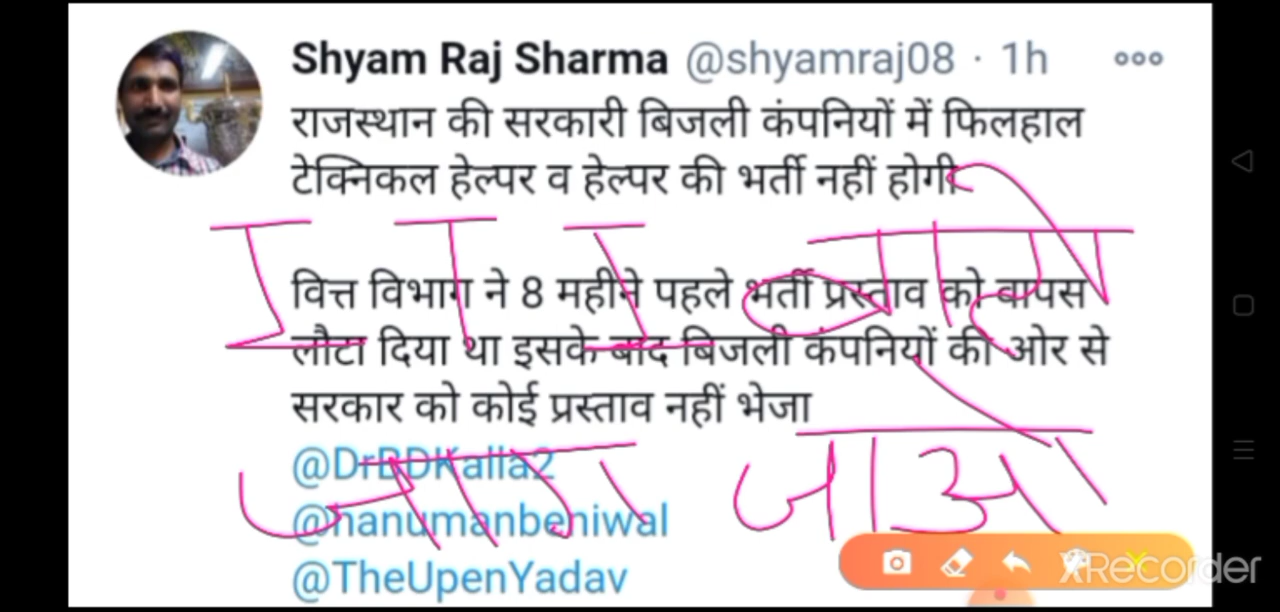 Shyam Raj Sharma @shyamraj08 · 1h
राजस्थान की सरकारी बिजली कंपनियों में फिलहाल
टेक्निकल हेल्पर व हेल्पर की भर्ती नहीं होगी
वित्त विभाग ने 8 महीने पहले भर्ती प्रस्ताव को वापस
लौटा दिया था इसके बाद बिजली कंपनियों की ओर से
सरकार को कोई प्रस्ताव नहीं भेजा
@DrBDKalla2
@hanumanbeniwal
@TheUpenYadav
जाग जाओ
XRecorder